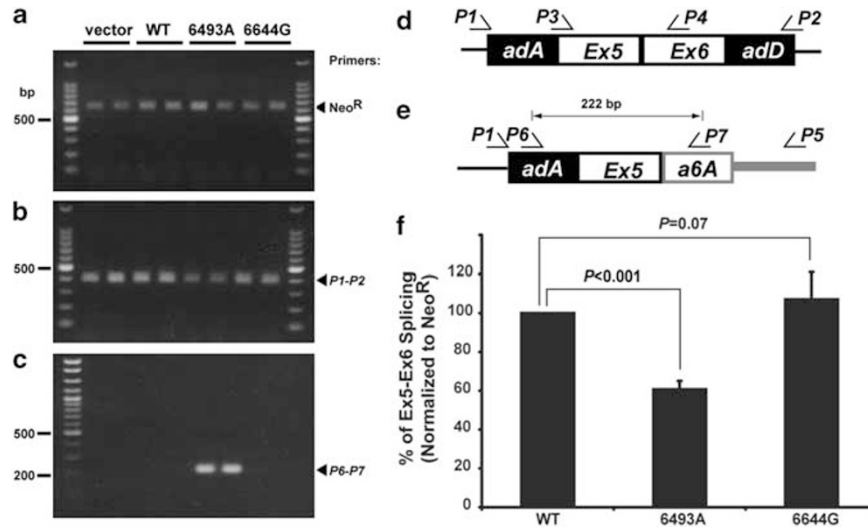 a
vector WT 6493A 6644G
Primers:
bp
500
NeoR
b
500
P1-P2
c
500
200
P6-P7
d
P1 P3 P4 P2
adA Ex5 Ex6 adD
e
222 bp
P1 P6 P7 P5
adA Ex5 a6A
f
% of Ex5-Ex6 Splicing
(Normalized to NeoR)
120
100
80
60
40
20
0
P=0.07
P<0.001
WT 6493A 6644G